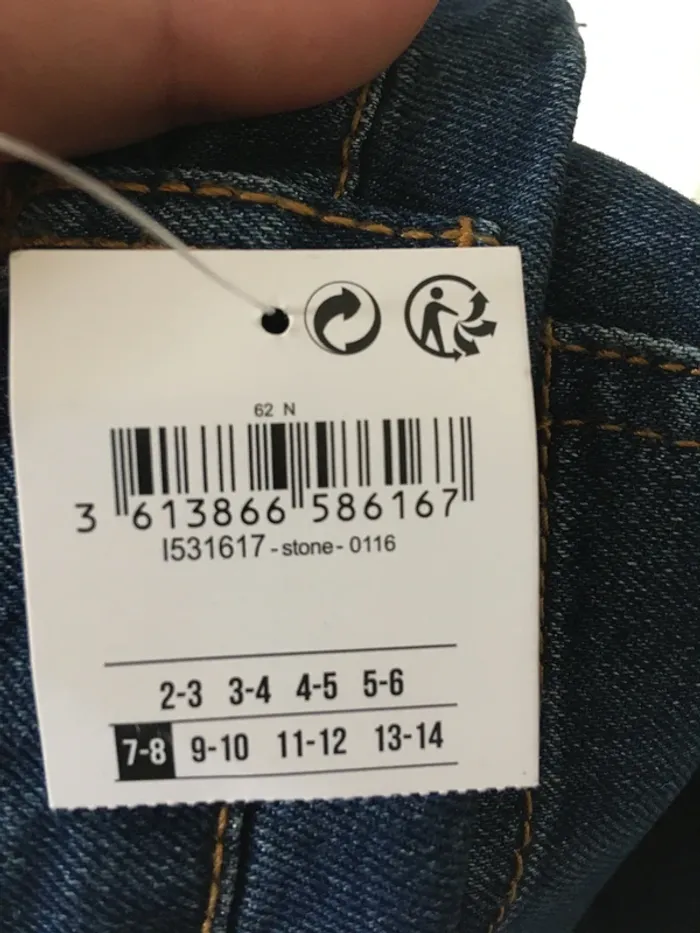 62 N
3 613866 586167
I531617-stone-0116
2-3 3-4 4-5 5-6
7-8 9-10 11-12 13-14